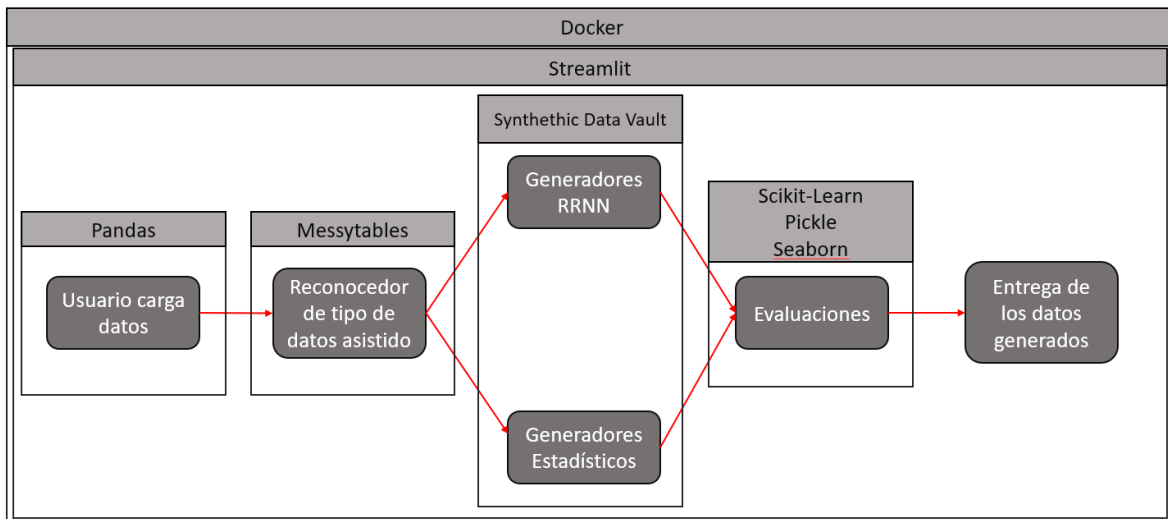 Docker
Streamlit
Synthethic Data Vault
Generadores
RRNN
Scikit-Learn
Pickle
Seaborn
Pandas
Messytables
Usuario carga
datos
Reconocedor
de tipo de
datos asistido
Evaluaciones
Entrega de
los datos
generados
Generadores
Estadísticos